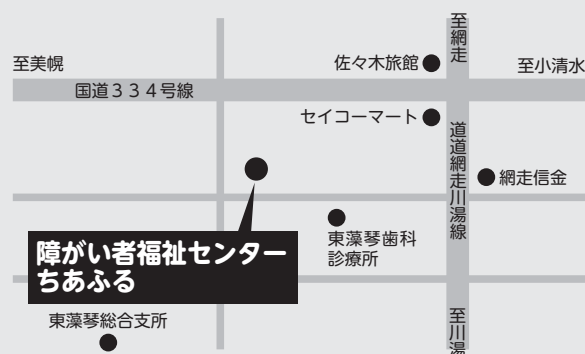 至網走
至美幌
佐々木旅館
至小清水
国道３３４号線
セイコーマート
道道網走川湯線
網走信金
東藻琴歯科
診療所
障がい者福祉センター
ちあふる
東藻琴総合支所
至川湯